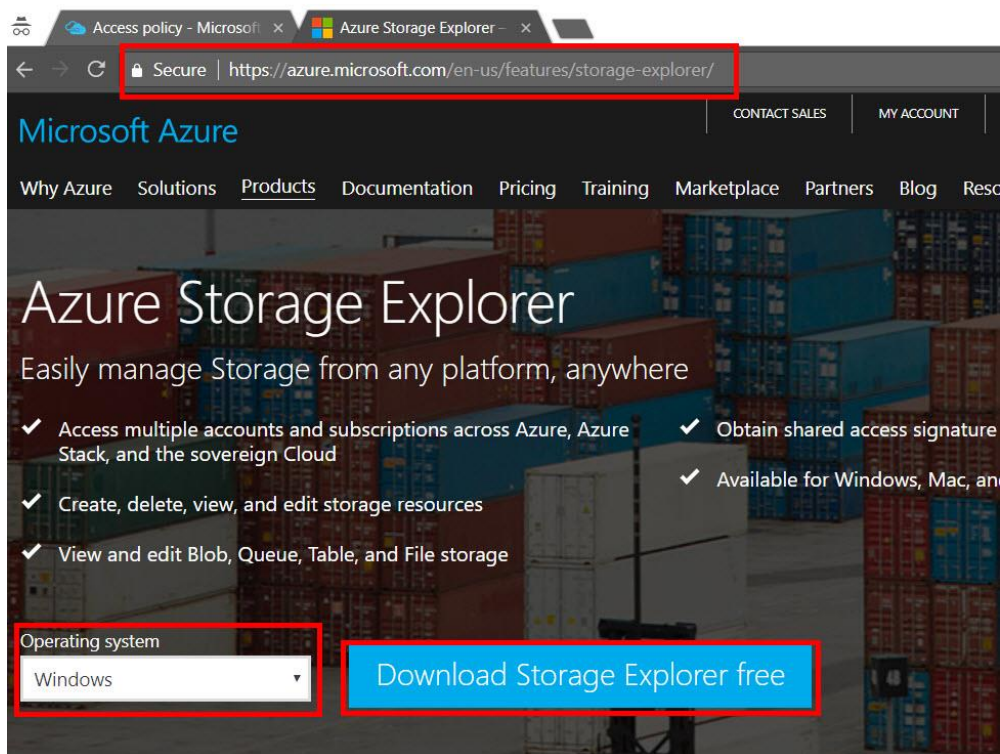 Access policy - Microsoft
Azure Storage Explorer –
Secure | https://azure.microsoft.com/en-us/features/storage-explorer/
CONTACT SALES
MY ACCOUNT
Microsoft Azure
Why Azure Solutions Products Documentation Pricing Training Marketplace Partners Blog Reso
Azure Storage Explorer
Easily manage Storage from any platform, anywhere
Access multiple accounts and subscriptions across Azure, Azure
Stack, and the sovereign Cloud
Create, delete, view, and edit storage resources
View and edit Blob, Queue, Table, and File storage
Obtain shared access signature
Available for Windows, Mac, and
Operating system
Windows
Download Storage Explorer free
48